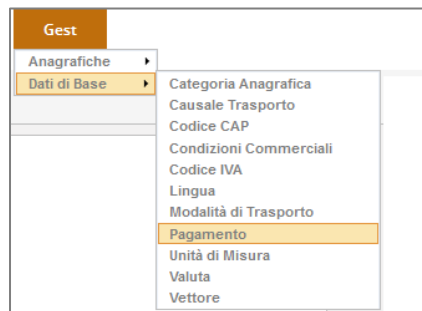 Gest
Anagrafiche
Dati di Base
Categoria Anagrafica
Causale Trasporto
Codice CAP
Condizioni Commerciali
Codice IVA
Lingua
Modalità di Trasporto
Pagamento
Unità di Misura
Valuta
Vettore